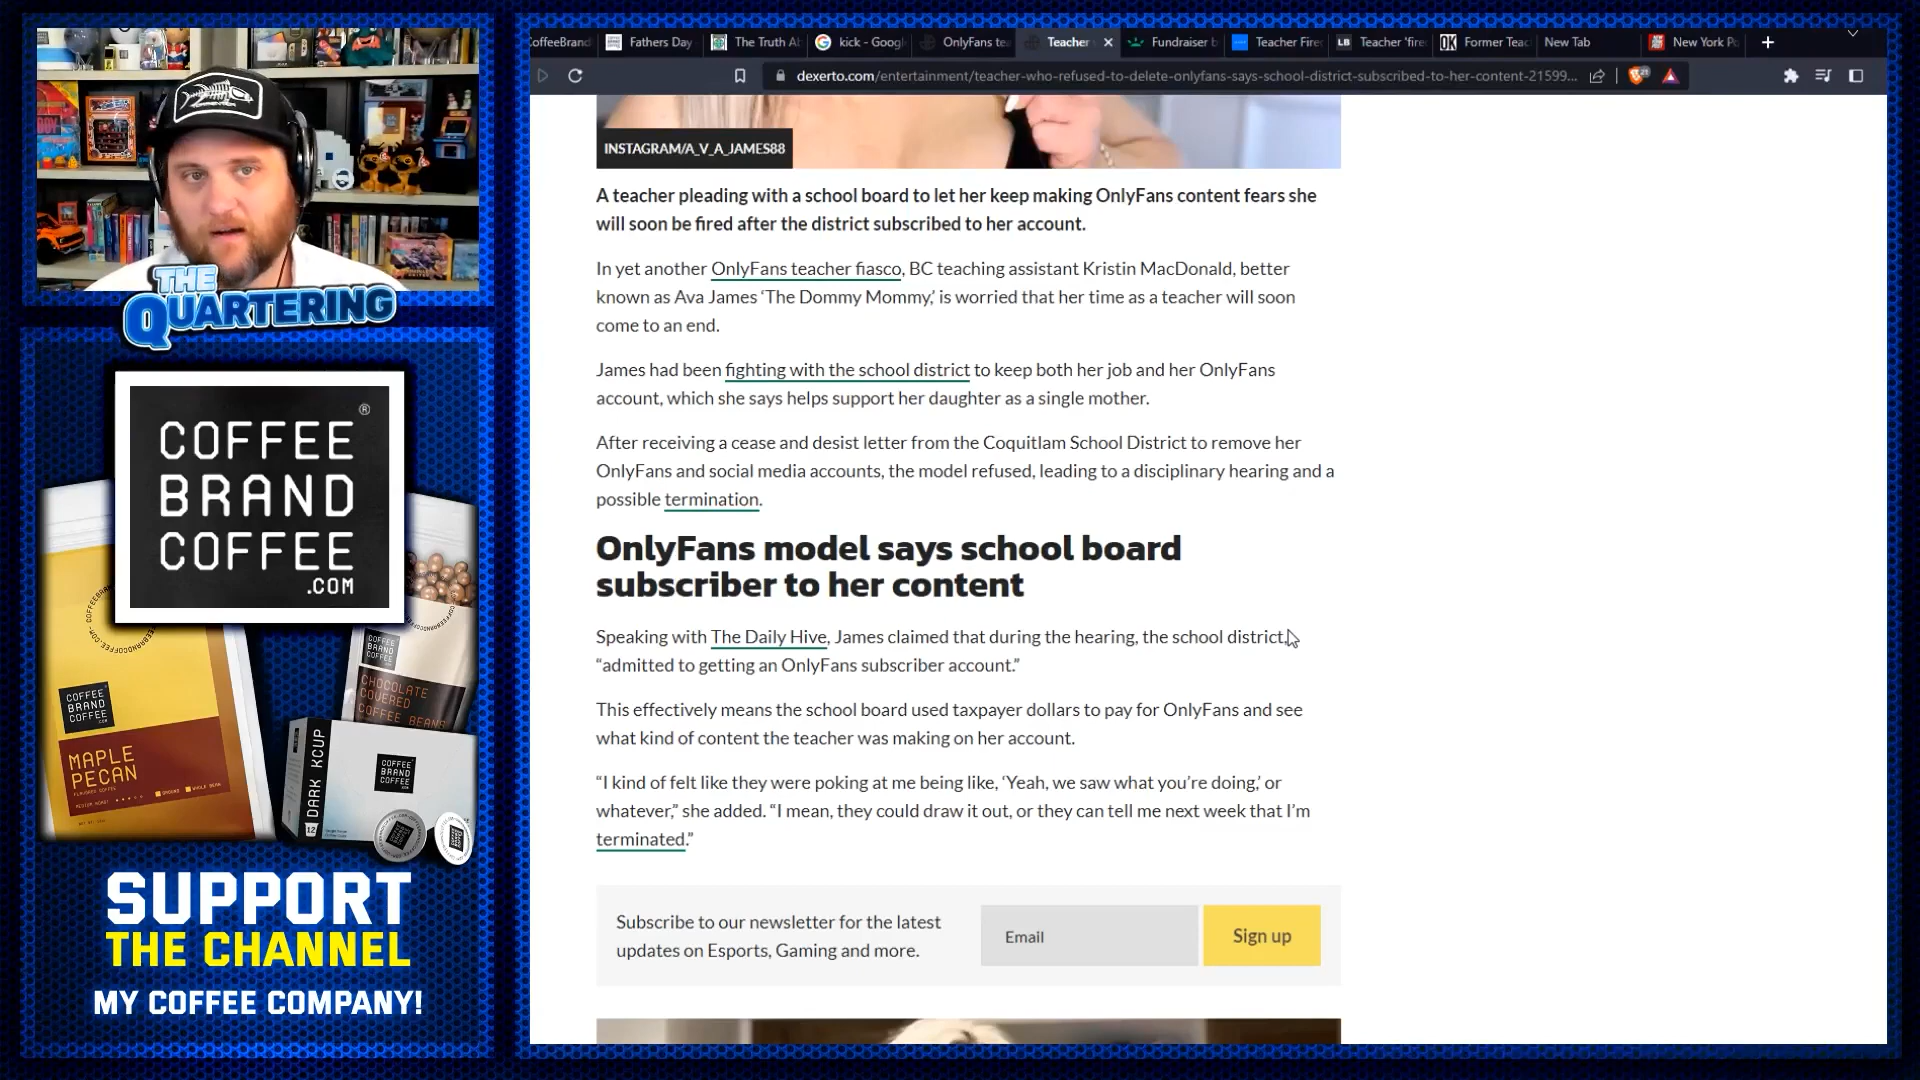 CoffeeBrand
Fathers Day
The Truth Ab
kick - Googl
OnlyFans tea
Teacher
Fundraiser b
Teacher Fired
Teacher 'fire
Former Teac
New Tab
New York Po
dexerto.com/entertainment/teacher-who-refused-to-delete-onlyfans-says-school-district-subscribed-to-her-content-21599...
THE
QUARTERING
COFFEE
BRAND
COFFEE
.COM
®
COFFEE
BRAND
COFFEE
MAPLE
PECAN
COFFEE
BRAND
COFFEE
CHOCOLATE
COVERED
COFFEE BEANS
DARK KCUP
12
COFFEE
BRAND
COFFEE
SUPPORT
THE CHANNEL
MY COFFEE COMPANY!
INSTAGRAM/A_V_A_JAMES88
A teacher pleading with a school board to let her keep making OnlyFans content fears she
will soon be fired after the district subscribed to her account.
In yet another OnlyFans teacher fiasco, BC teaching assistant Kristin MacDonald, better
known as Ava James ‘The Dommy Mommy,’ is worried that her time as a teacher will soon
come to an end.
James had been fighting with the school district to keep both her job and her OnlyFans
account, which she says helps support her daughter as a single mother.
After receiving a cease and desist letter from the Coquitlam School District to remove her
OnlyFans and social media accounts, the model refused, leading to a disciplinary hearing and a
possible termination.
OnlyFans model says school board
subscriber to her content
Speaking with The Daily Hive, James claimed that during the hearing, the school district,
“admitted to getting an OnlyFans subscriber account.”
This effectively means the school board used taxpayer dollars to pay for OnlyFans and see
what kind of content the teacher was making on her account.
“I kind of felt like they were poking at me being like, ‘Yeah, we saw what you’re doing,’ or
whatever,” she added. “I mean, they could draw it out, or they can tell me next week that I’m
terminated.”
Subscribe to our newsletter for the latest
updates on Esports, Gaming and more.
Email
Sign up